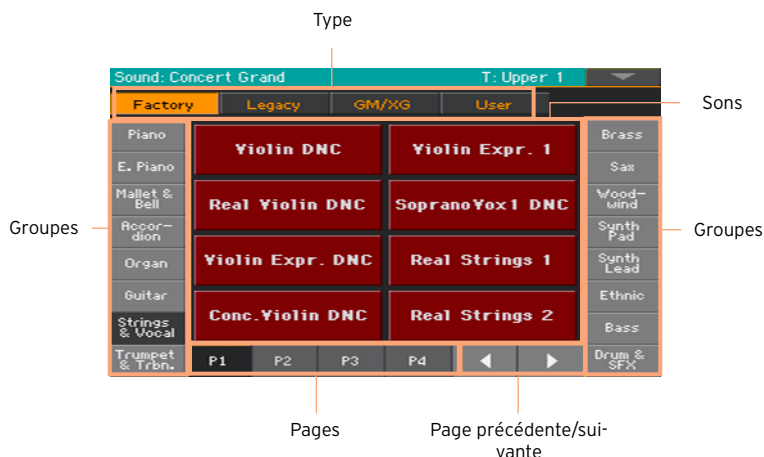 Type
Sound: Concert Grand T: Upper 1
Factory Legacy GM/XG User
Sons
Groupes
Piano
E. Piano
Mallet &
Bell
Accor-
dion
Organ
Guitar
Strings
& Vocal
Trumpet
& Trbn.
Violin DNC Violin Expr. 1
Real Violin DNC SopranoVox1 DNC
Violin Expr. DNC Real Strings 1
Conc.Violin DNC Real Strings 2
P1 P2 P3 P4
Brass
Sax
Wood-
wind
Synth
Pad
Synth
Lead
Ethnic
Bass
Drum &
SFX
Groupes
Pages
Page précédente/sui-
vante